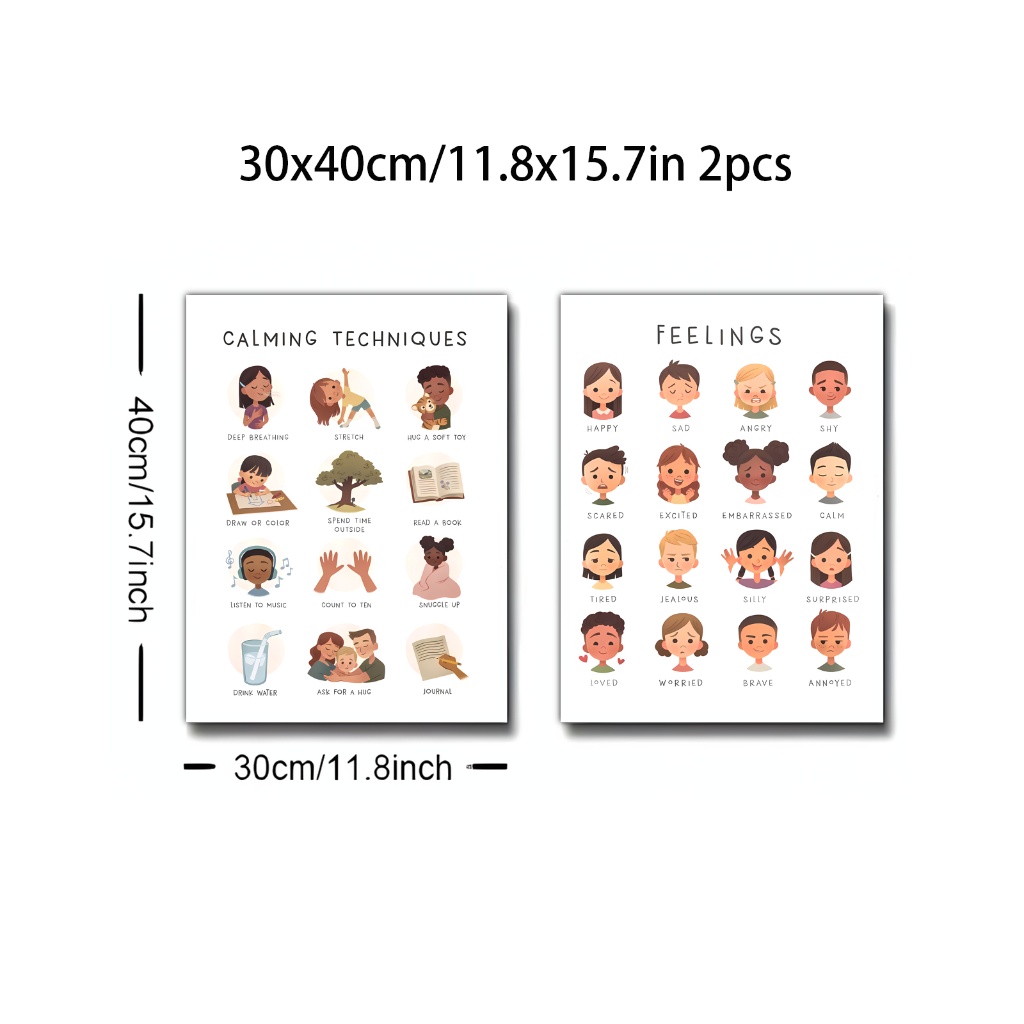 30x40cm/11.8x15.7in 2pcs
40cm/15.7inch
CALMING TECHNIQUES
DEEP BREATHING STRETCH HUG A SOFT TOY
DRAW OR COLOR SPEND TIME OUTSIDE READ A BOOK
LISTEN TO MUSIC COUNT TO TEN SNUGGLE UP
DRINK WATER ASK FOR A HUG JOURNAL
30cm/11.8inch
FEELINGS
HAPPY SAD ANGRY SHY
SCARED EXCITED EMBARRASSED CALM
TIRED JEALOUS SILLY SURPRISED
LOVED WORRIED BRAVE ANNOYED